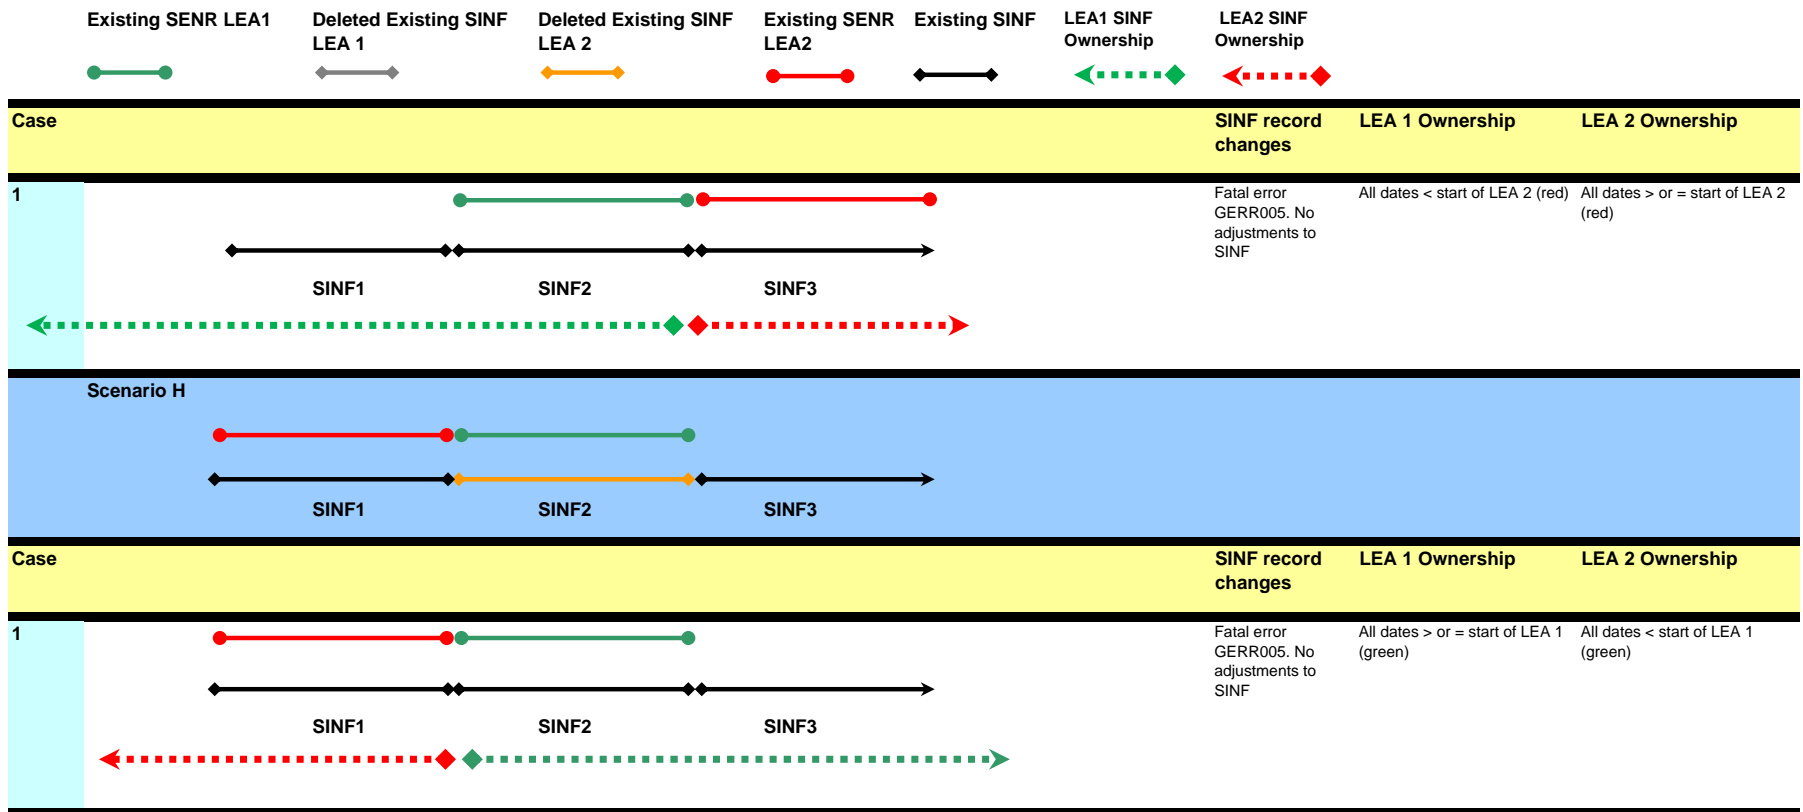 Existing SENR LEA1
Deleted Existing SINF
LEA 1
Deleted Existing SINF
LEA 2
Existing SENR
LEA2
Existing SINF
LEA1 SINF
Ownership
LEA2 SINF
Ownership
Case
SINF record
changes
LEA 1 Ownership
LEA 2 Ownership
1
Fatal error
GERR005. No
adjustments to
SINF
All dates < start of LEA 2 (red)
All dates > or = start of LEA 2
(red)
SINF1
SINF2
SINF3
Scenario H
SINF1
SINF2
SINF3
Case
SINF record
changes
LEA 1 Ownership
LEA 2 Ownership
1
Fatal error
GERR005. No
adjustments to
SINF
All dates > or = start of LEA 1
(green)
All dates < start of LEA 1
(green)
SINF1
SINF2
SINF3